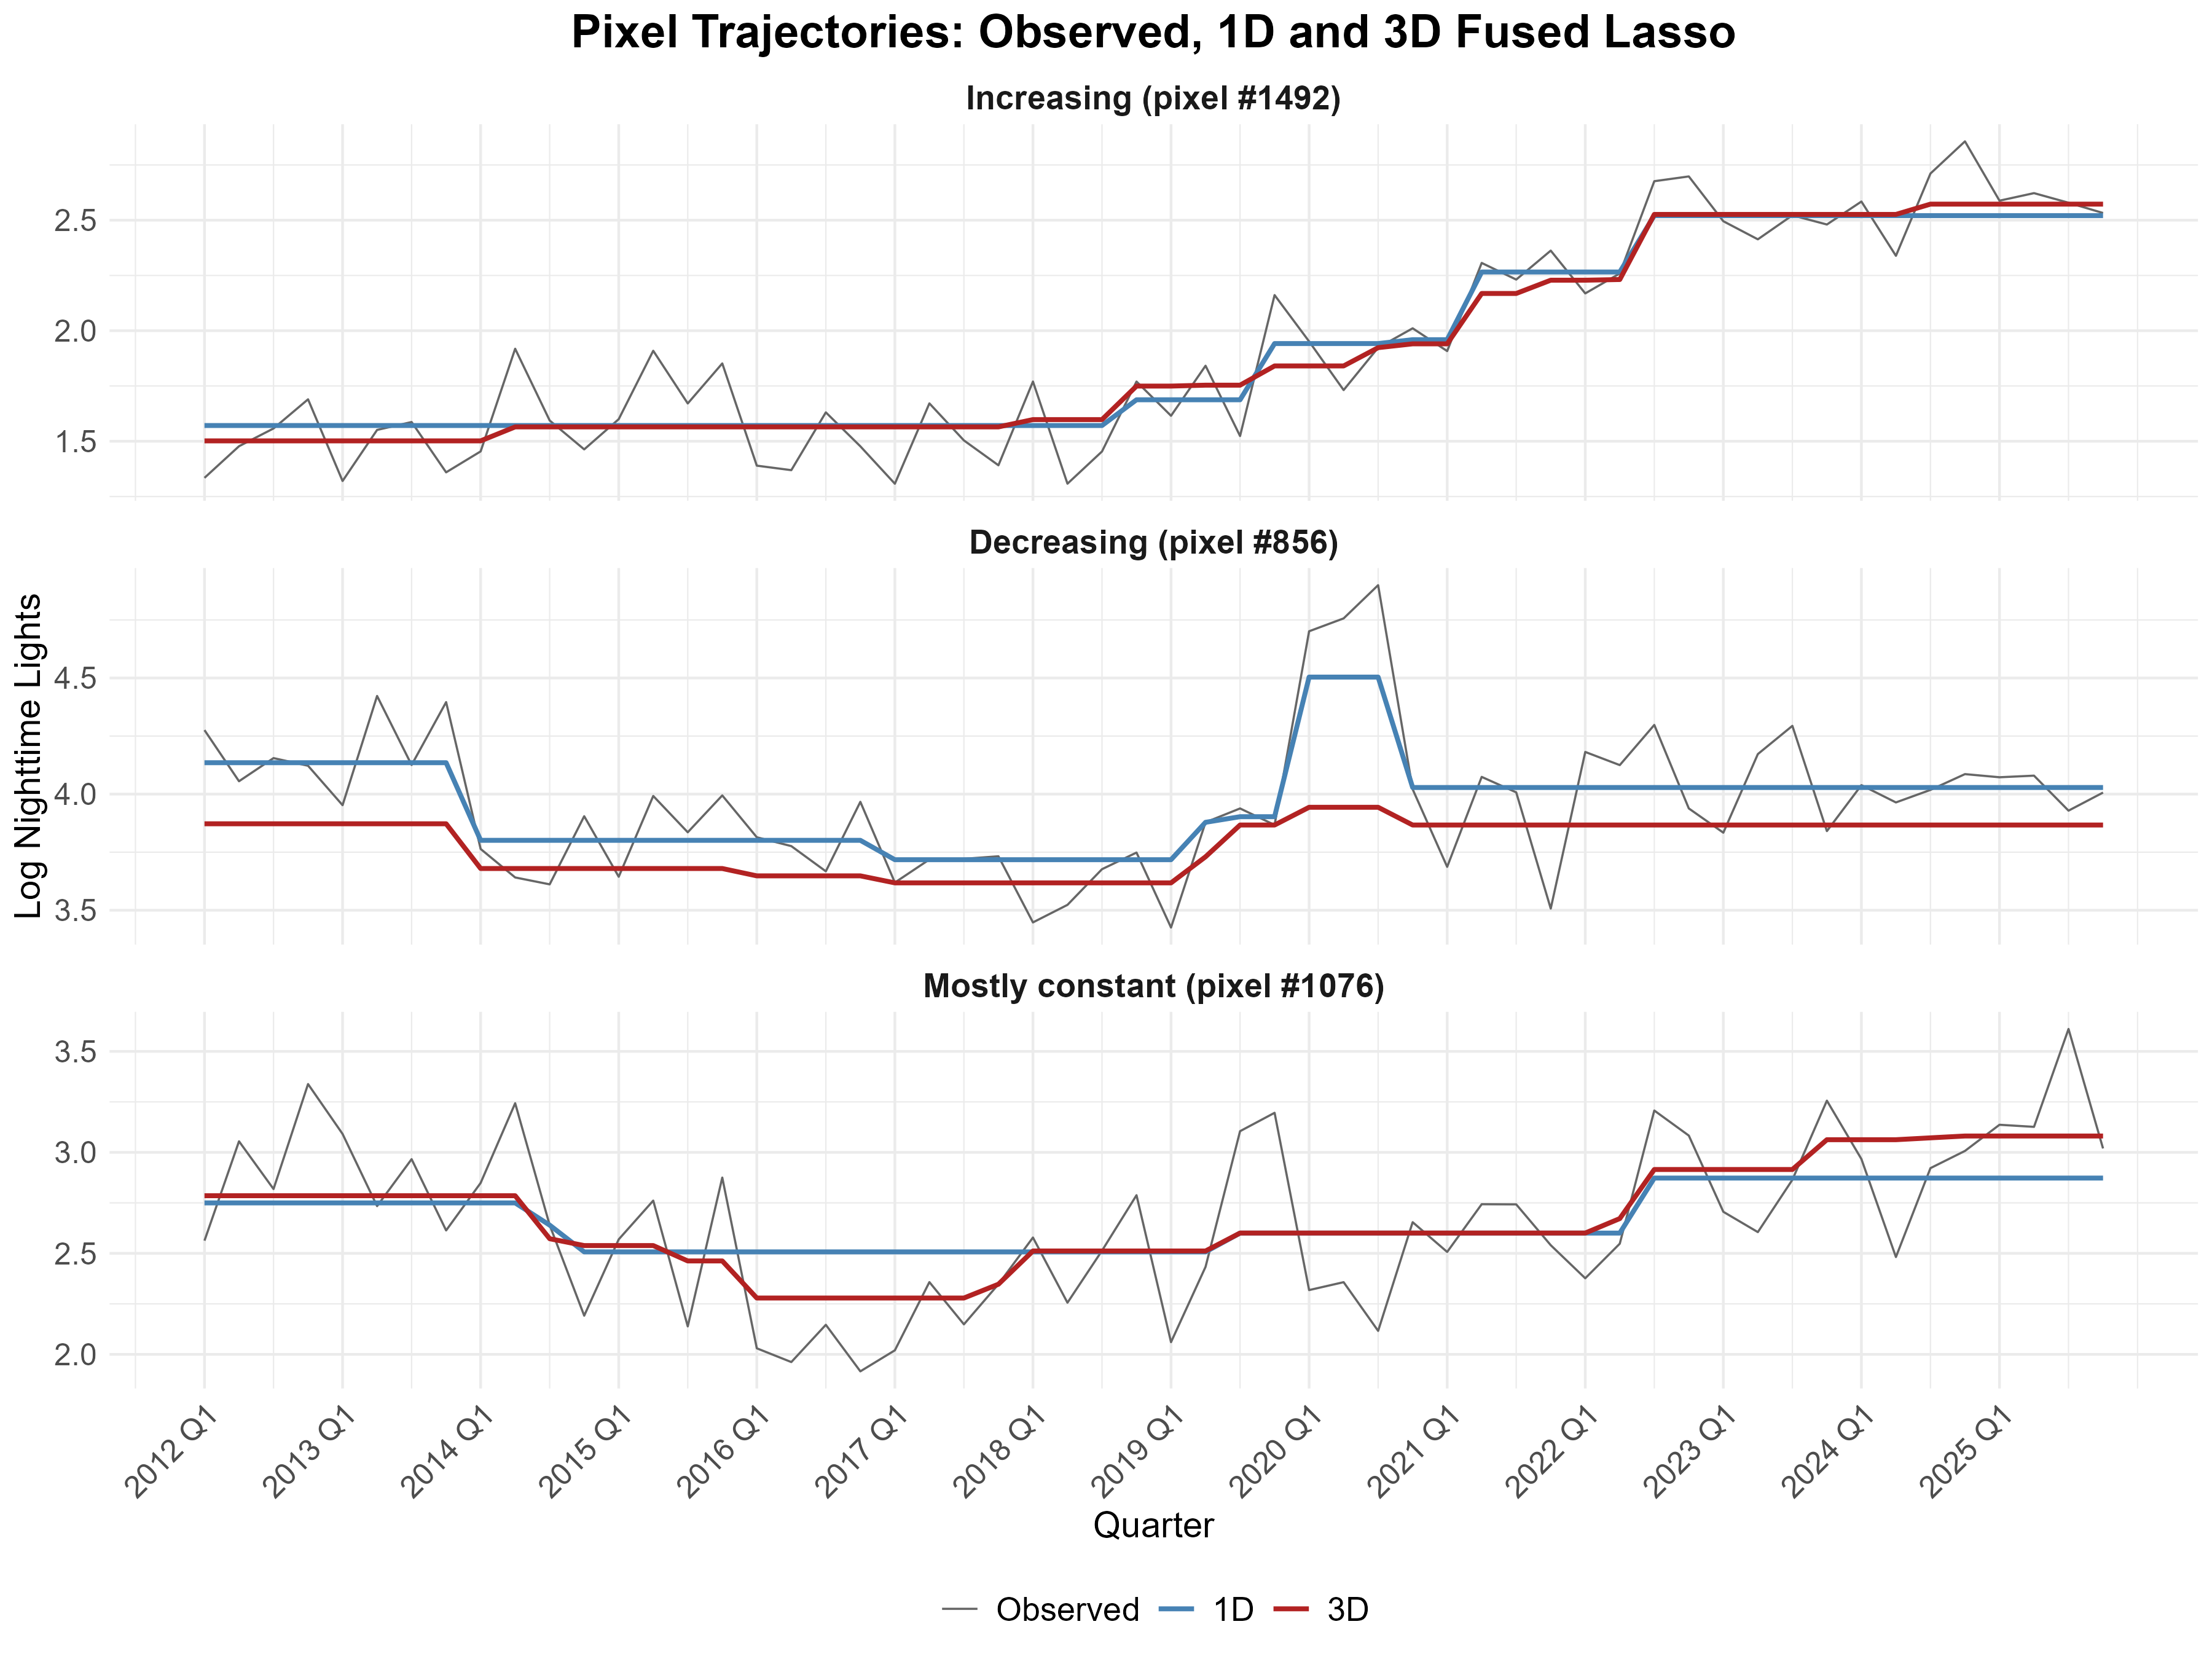 Pixel Trajectories: Observed, 1D and 3D Fused Lasso
Increasing (pixel #1492)
2.5
2.0
1.5
Decreasing (pixel #856)
Log Nighttime Lights
4.5
4.0
3.5
Mostly constant (pixel #1076)
3.5
3.0
2.5
2.0
2012 Q1
2013 Q1
2014 Q1
2015 Q1
2016 Q1
2017 Q1
2018 Q1
2019 Q1
2020 Q1
2021 Q1
2022 Q1
2023 Q1
2024 Q1
2025 Q1
Quarter
Observed 1D 3D